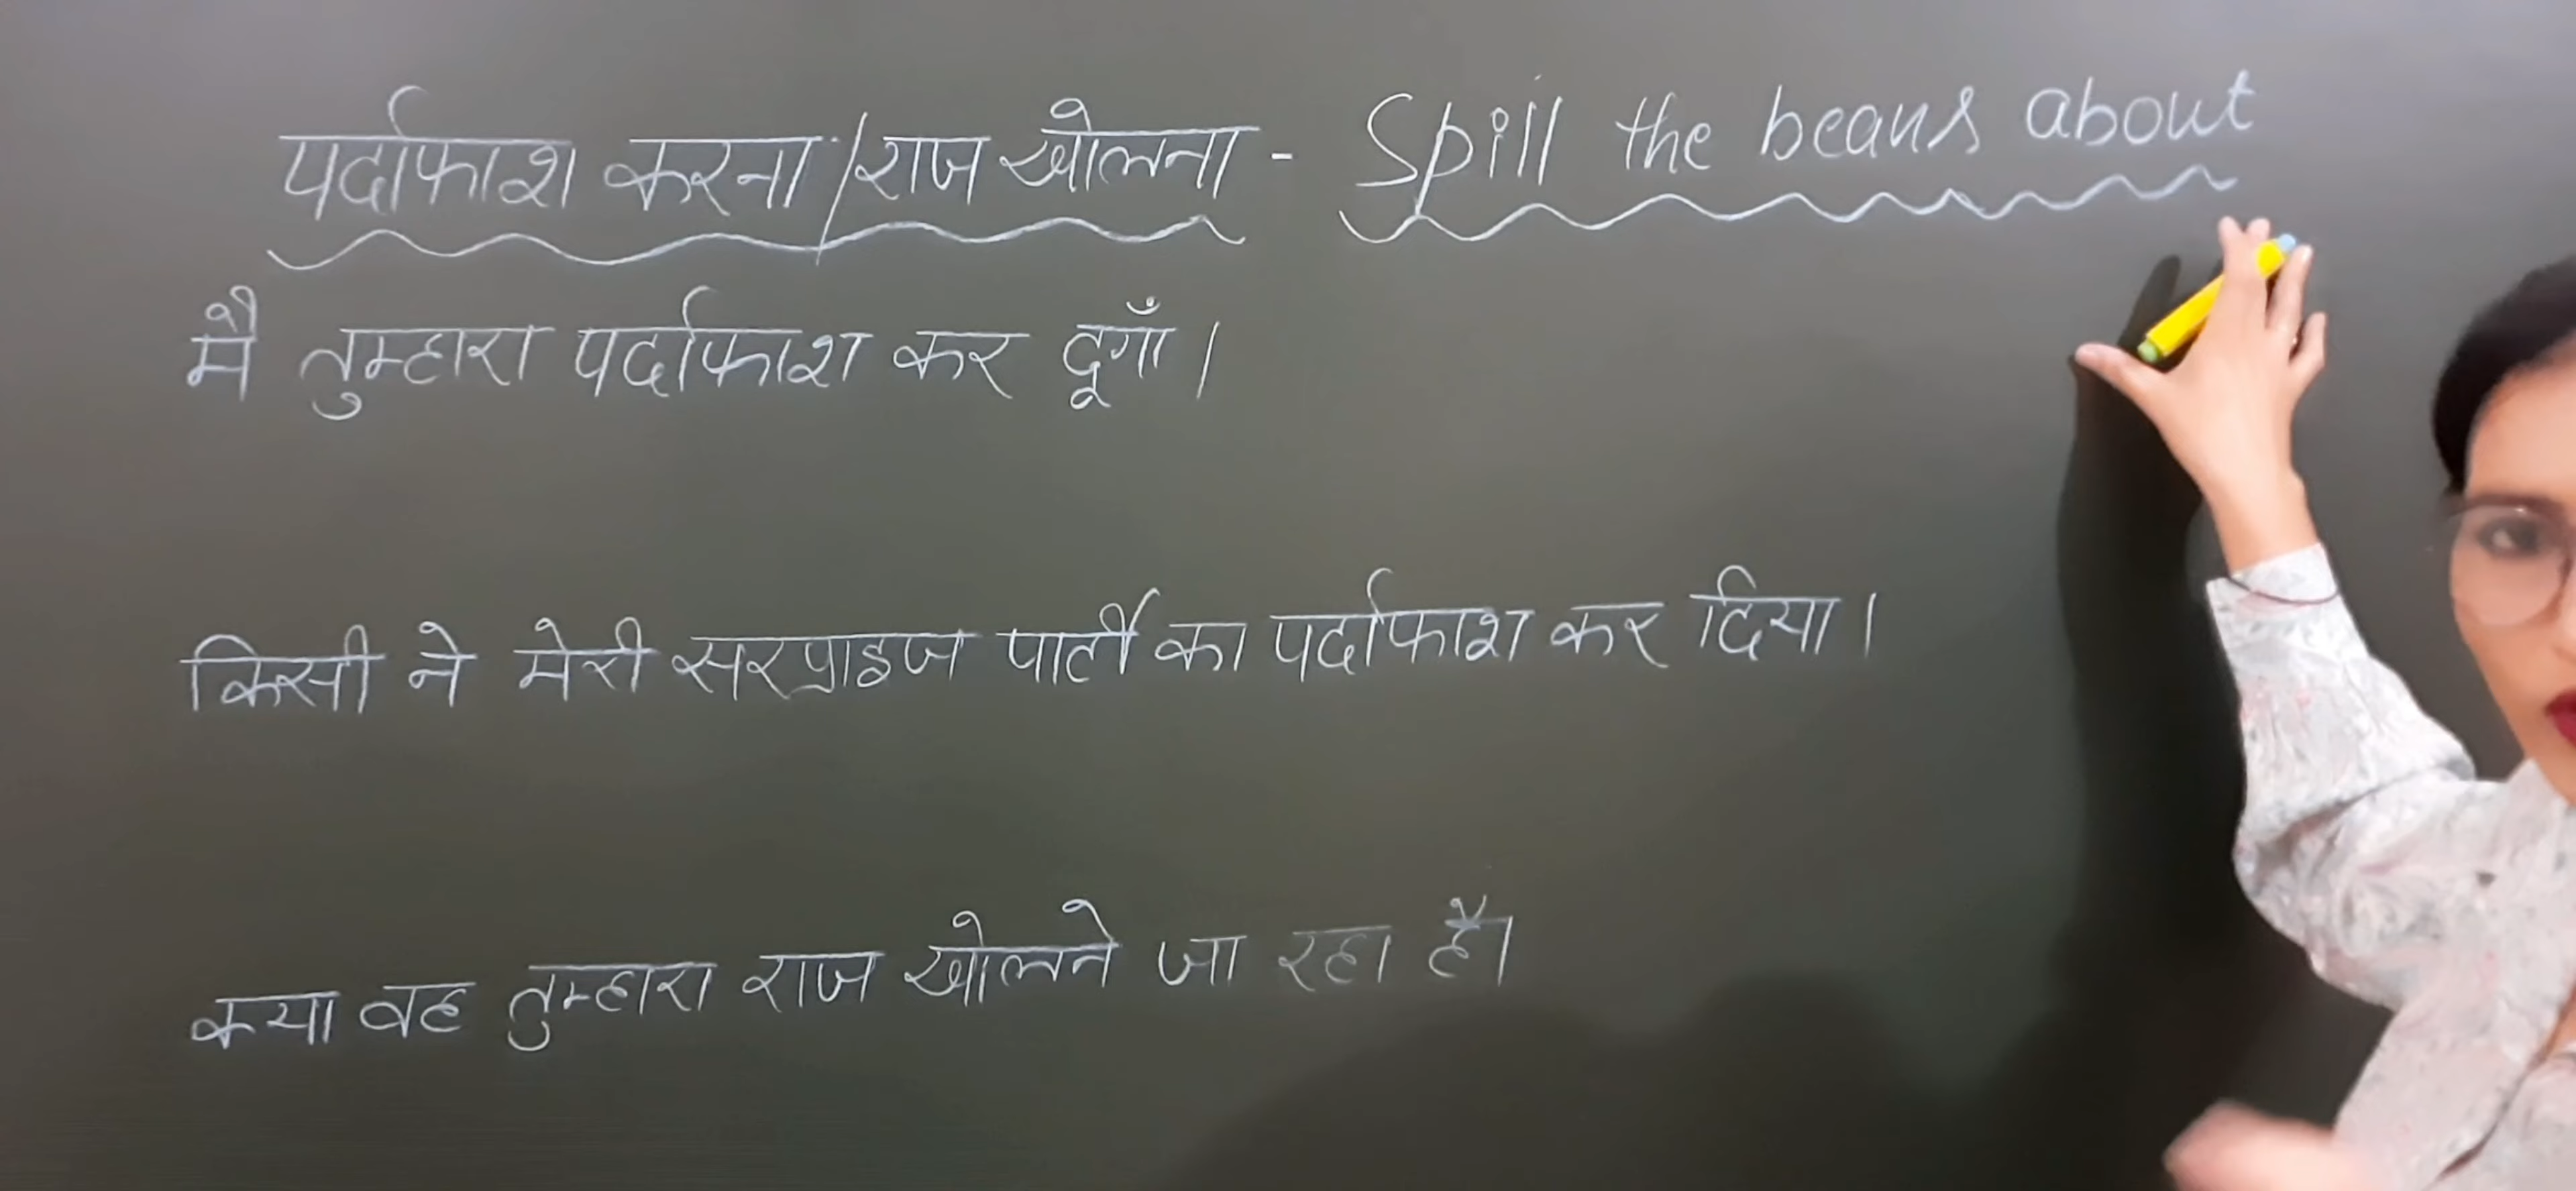 पर्दाफाश करना/राज खोलना - Spill the beans about
मै तुम्हारा पर्दाफाश कर दूगाँ।
किसी ने मेरी सरप्राइज पार्टी का पर्दाफाश कर दिया।
क्या वह तुम्हारा राज खोलने जा रहा है।